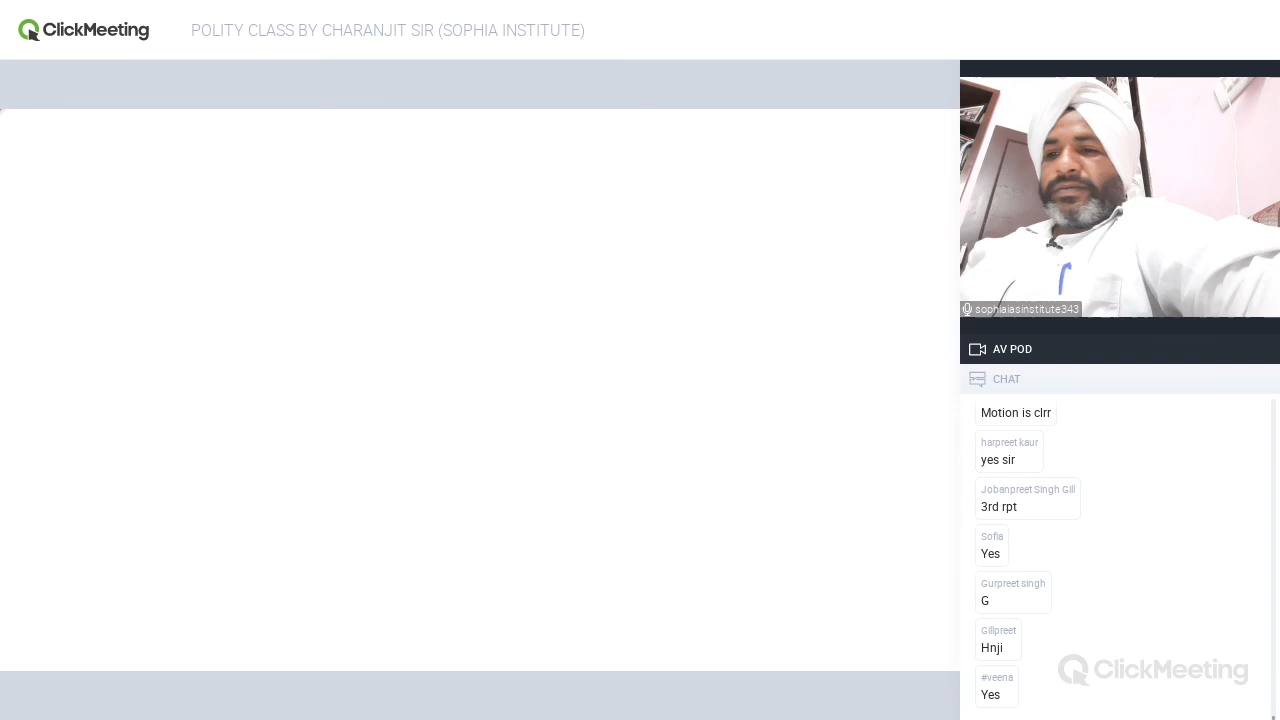 ClickMeeting
POLITY CLASS BY CHARANJIT SIR (SOPHIA INSTITUTE)
sophiaiasinstitute343
AV POD
CHAT
Motion is clrr
harpreet kaur
yes sir
Jobanpreet Singh Gill
3rd rpt
Sofia
Yes
Gurpreet singh
G
Gillpreet
Hnji
#veena
Yes
ClickMeeting